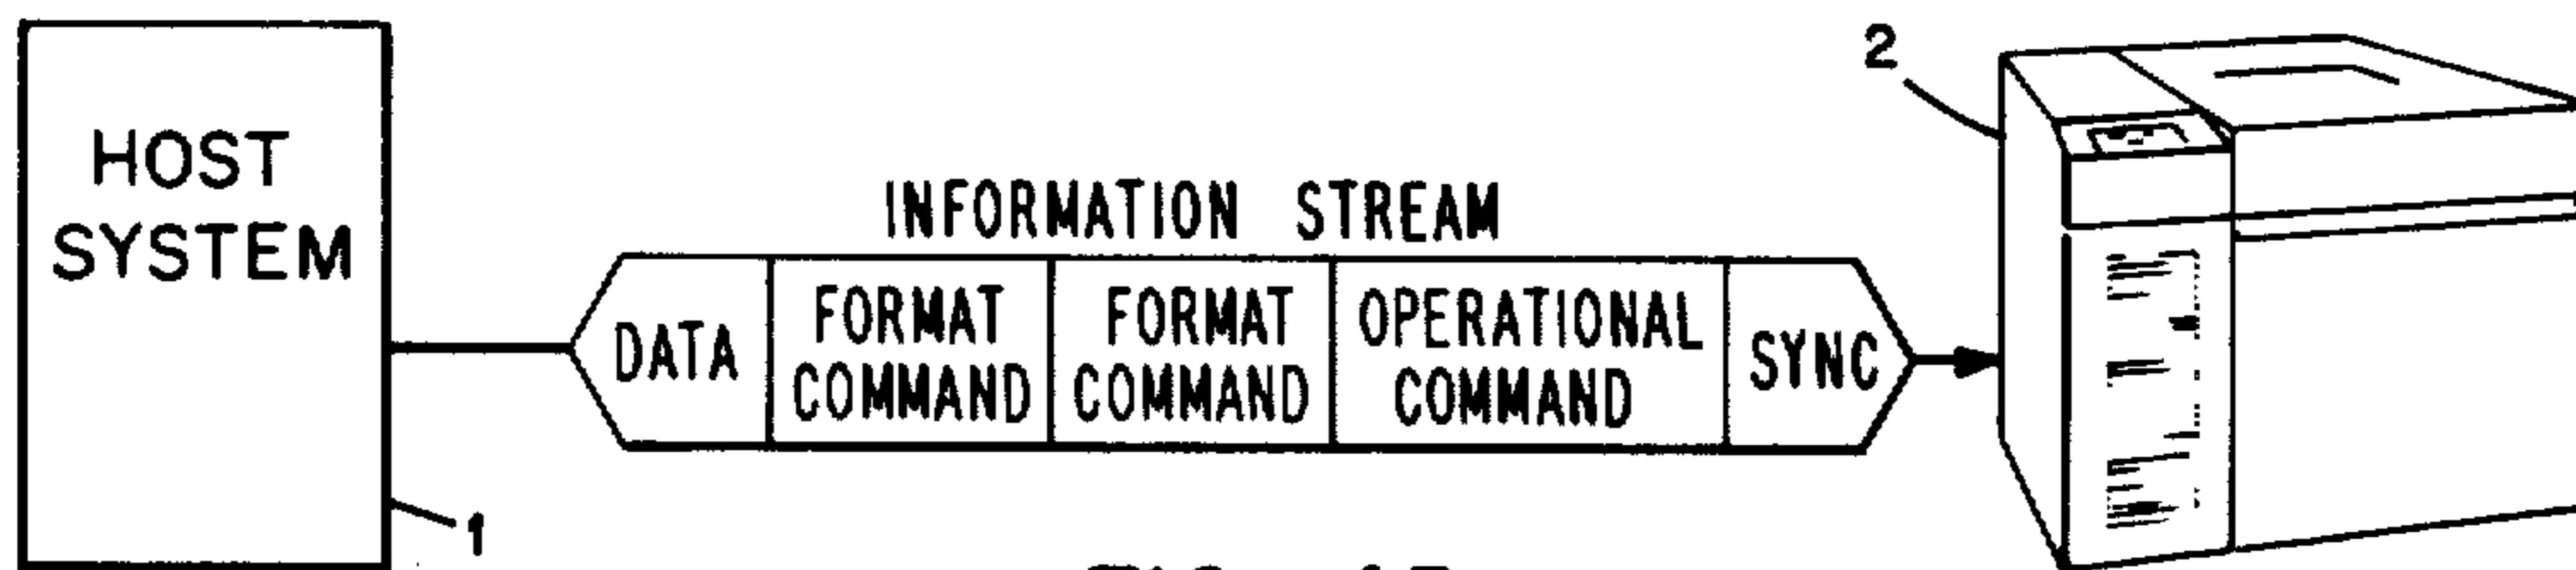 HOST
SYSTEM
1
INFORMATION STREAM
DATA
FORMAT
COMMAND
FORMAT
COMMAND
OPERATIONAL
COMMAND
SYNC
2